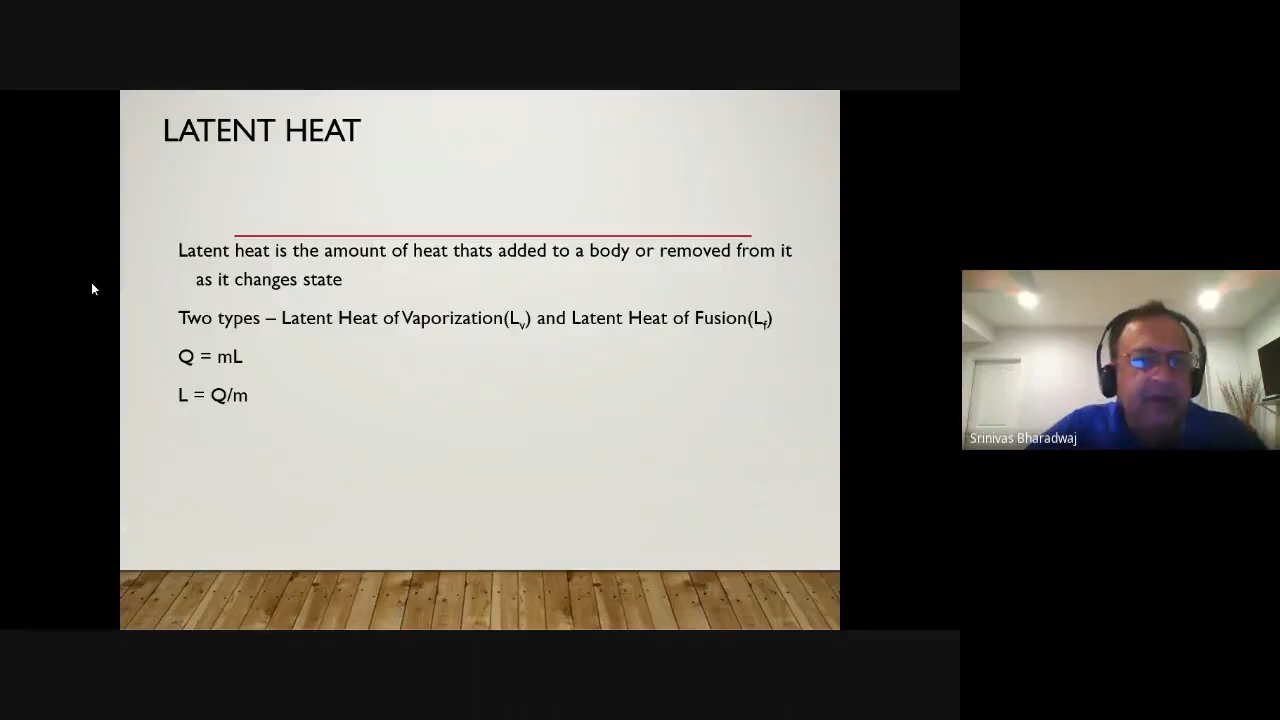 LATENT HEAT
Latent heat is the amount of heat thats added to a body or removed from it
as it changes state
Two types – Latent Heat of Vaporization(Lv) and Latent Heat of Fusion(Lf)
Q = mL
L = Q/m
Srinivas Bharadwaj